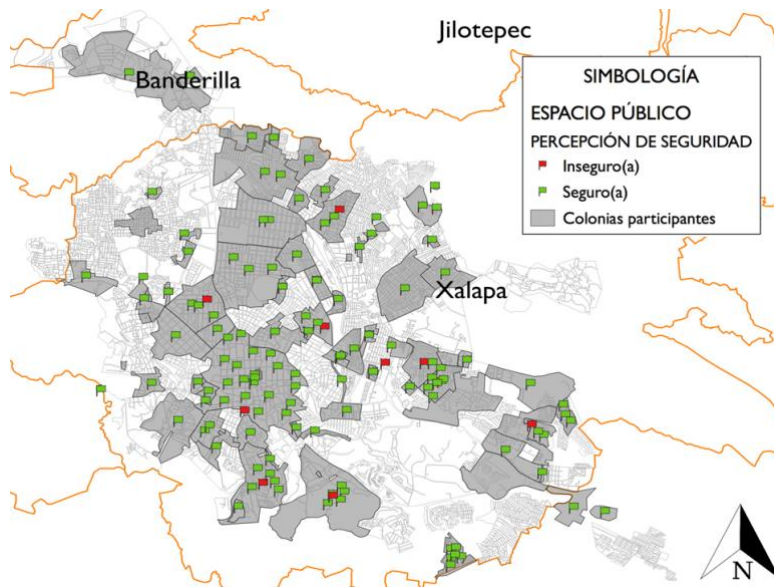 Jilotepec
Banderilla
SIMBOLOGÍA
ESPACIO PÚBLICO
PERCEPCIÓN DE SEGURIDAD
Inseguro(a)
Seguro(a)
Colonias participantes
Xalapa
N